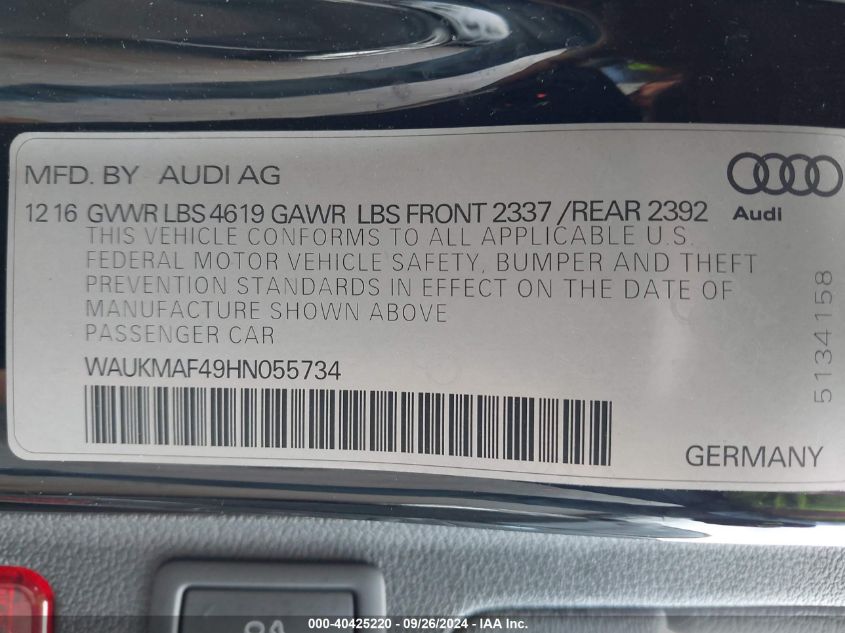 MFD. BY AUDI AG
12 16 GVWR LBS 4619 GAWR LBS FRONT 2337 /REAR 2392
Audi
THIS VEHICLE CONFORMS TO ALL APPLICABLE U.S.
FEDERAL MOTOR VEHICLE SAFETY, BUMPER AND THEFT
PREVENTION STANDARDS IN EFFECT ON THE DATE OF
MANUFACTURE SHOWN ABOVE
PASSENGER CAR
WAUKMAF49HN055734
5134158
GERMANY
000-40425220 - 09/26/2024 - IAA Inc.